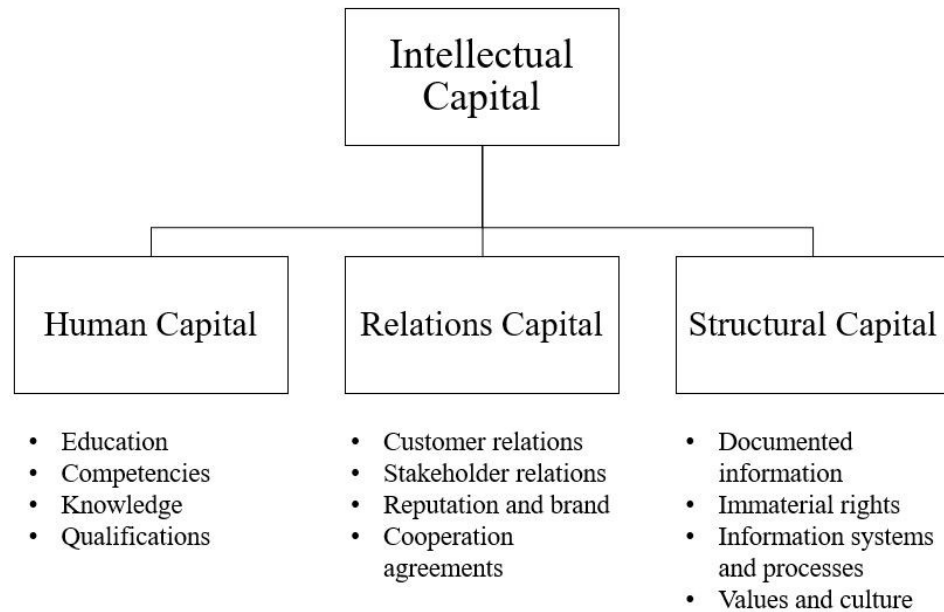 Intellectual
Capital
Human Capital
Relations Capital
Structural Capital
• Education
• Competencies
• Knowledge
• Qualifications
• Customer relations
• Stakeholder relations
• Reputation and brand
• Cooperation
agreements
• Documented
information
• Immaterial rights
• Information systems
and processes
• Values and culture